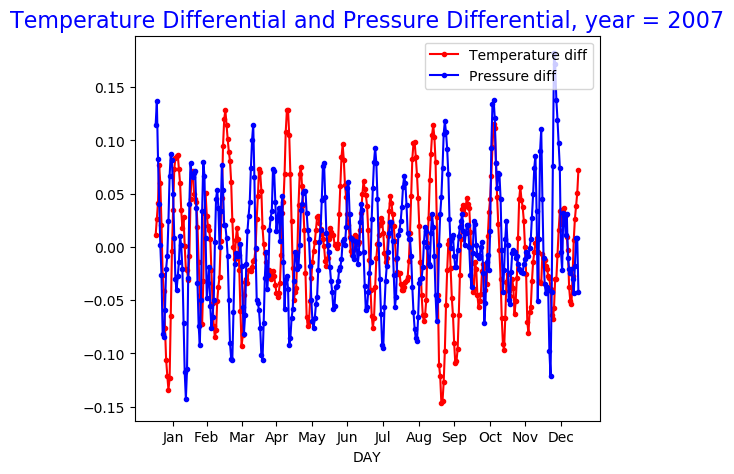 Temperature Differential and Pressure Differential, year = 2007
Temperature diff
Pressure diff
0.15
0.10
0.05
0.00
−0.05
−0.10
−0.15
Jan Feb Mar Apr May Jun Jul Aug Sep Oct Nov Dec
DAY